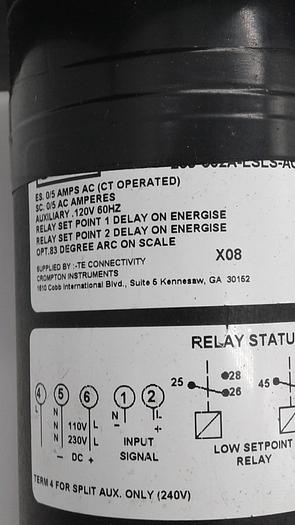 ES. 0/5 AMPS AC (CT OPERATED)
SC. 0/5 AC AMPERES
AUXILIARY .120V 60HZ
RELAY SET POINT 1 DELAY ON ENERGISE
RELAY SET POINT 2 DELAY ON ENERGISE
OPT.83 DEGREE ARC ON SCALE
X08
SUPPLIED BY :-TE CONNECTIVITY
CROMPTON INSTRUMENTS
1610 Cobb International Blvd., Suite 5 Kennesaw, GA 30152
RELAY STATU
4 5 6 1 2
25 28 26 45
L N N L
N 110V L - +
N 230V L INPUT
- DC + SIGNAL
LOW SETPOINT
RELAY
TERM 4 FOR SPLIT AUX. ONLY (240V)